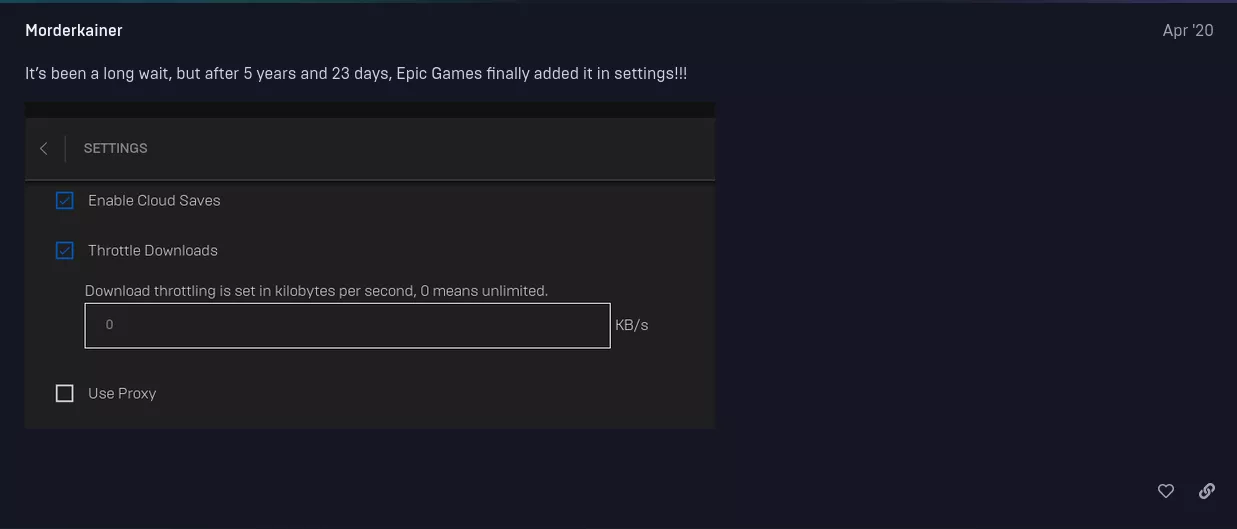 Morderkainer
Apr '20
It’s been a long wait, but after 5 years and 23 days, Epic Games finally added it in settings!!!
SETTINGS
Enable Cloud Saves
Throttle Downloads
Download throttling is set in kilobytes per second, 0 means unlimited.
0
KB/s
Use Proxy